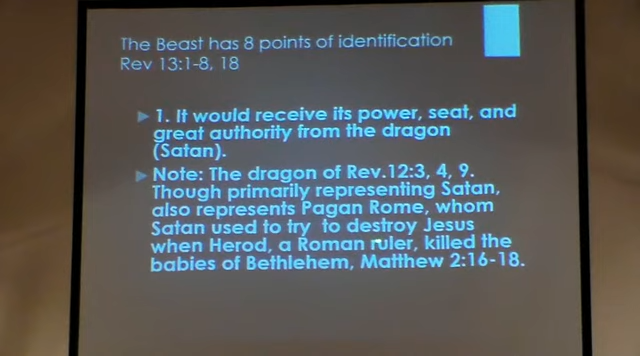 The Beast has 8 points of identification
Rev 13:1-8, 18
1. It would receive its power, seat, and
great authority from the dragon
(Satan).
Note: The dragon of Rev.12:3, 4, 9.
Though primarily representing Satan,
also represents Pagan Rome, whom
Satan used to try to destroy Jesus
when Herod, a Roman ruler, killed the
babies of Bethlehem, Matthew 2:16-18.